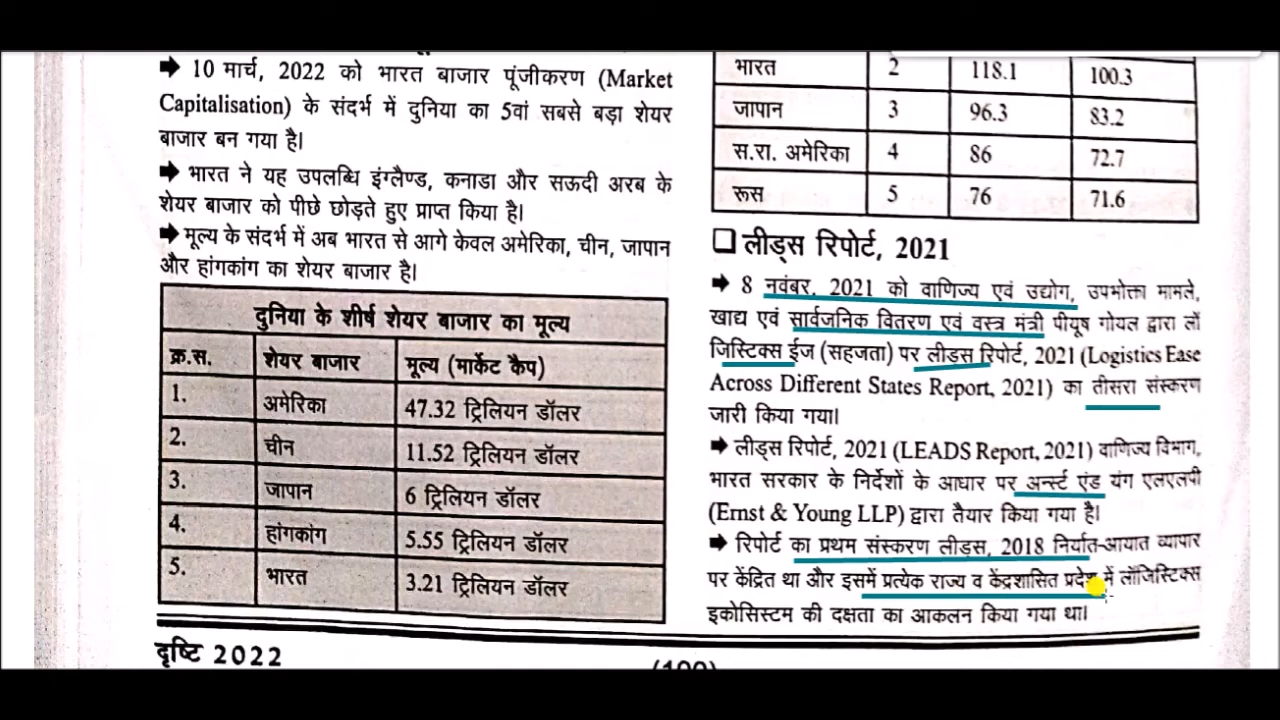 ➡ 10 मार्च, 2022 को भारत बाजार पूंजीकरण (Market
Capitalisation) के संदर्भ में दुनिया का 5वां सबसे बड़ा शेयर
बाजार बन गया है।
➡ भारत ने यह उपलब्धि इंग्लैण्ड, कनाडा और सऊदी अरब के
शेयर बाजार को पीछे छोड़ते हुए प्राप्त किया है।
➡ मूल्य के संदर्भ में अब भारत से आगे केवल अमेरिका, चीन, जापान
और हांगकांग का शेयर बाजार है।
दुनिया के शीर्ष शेयर बाजार का मूल्य
क्र.स. शेयर बाजार मूल्य (मार्केट कैप)
1. अमेरिका 47.32 ट्रिलियन डॉलर
2. चीन 11.52 ट्रिलियन डॉलर
3. जापान 6 ट्रिलियन डॉलर
4. हांगकांग 5.55 ट्रिलियन डॉलर
5. भारत 3.21 ट्रिलियन डॉलर
दृष्टि 2022
भारत 2 118.1 100.3
जापान 3 96.3 83.2
स.रा. अमेरिका 4 86 72.7
रूस 5 76 71.6
❑ लीड्स रिपोर्ट, 2021
➡ 8 नवंबर, 2021 को वाणिज्य एवं उद्योग, उपभोक्ता मामले,
खाद्य एवं सार्वजनिक वितरण एवं वस्त्र मंत्री पीयूष गोयल द्वारा लॉ
जिस्टिक्स ईज (सहजता) पर लीड्स रिपोर्ट, 2021 (Logistics Ease
Across Different States Report, 2021) का तीसरा संस्करण
जारी किया गया।
➡ लीड्स रिपोर्ट, 2021 (LEADS Report, 2021) वाणिज्य विभाग,
भारत सरकार के निर्देशों के आधार पर अर्न्स्ट एंड यंग एलएलपी
(Ernst & Young LLP) द्वारा तैयार किया गया है।
➡ रिपोर्ट का प्रथम संस्करण लीड्स, 2018 निर्यात-आयात व्यापार
पर केंद्रित था और इसमें प्रत्येक राज्य व केंद्रशासित प्रदेश में लॉजिस्टिक्स
इकोसिस्टम की दक्षता का आकलन किया गया था।